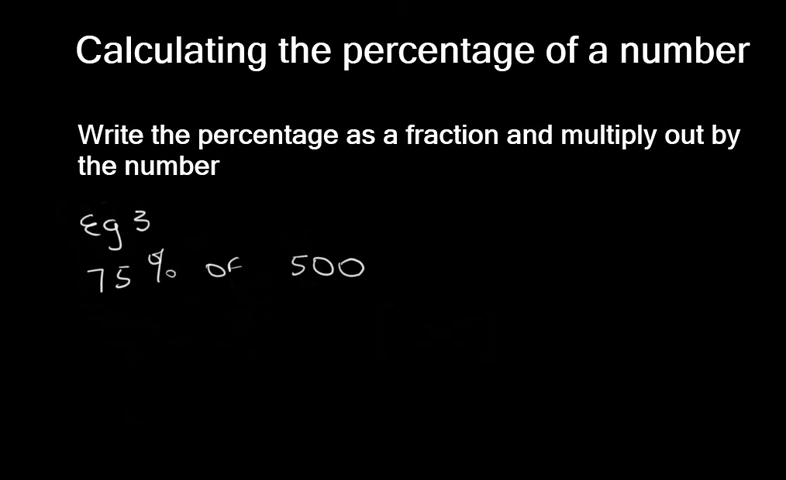 Calculating the percentage of a number
Write the percentage as a fraction and multiply out by
the number
Eg 3
75% of 500